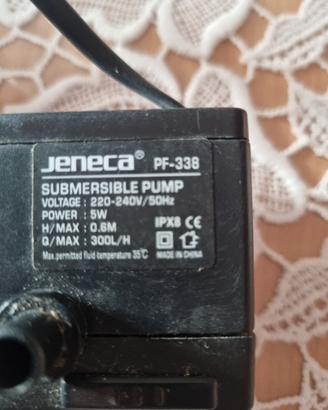 Jeneca® PF-338
SUBMERSIBLE PUMP
VOLTAGE : 220-240V/50Hz
POWER : 5W
H/MAX : 0.6M
Q/MAX : 300L/H
IPX8 CE
Max.permitted fluid temperature 35℃
MADE IN CHINA